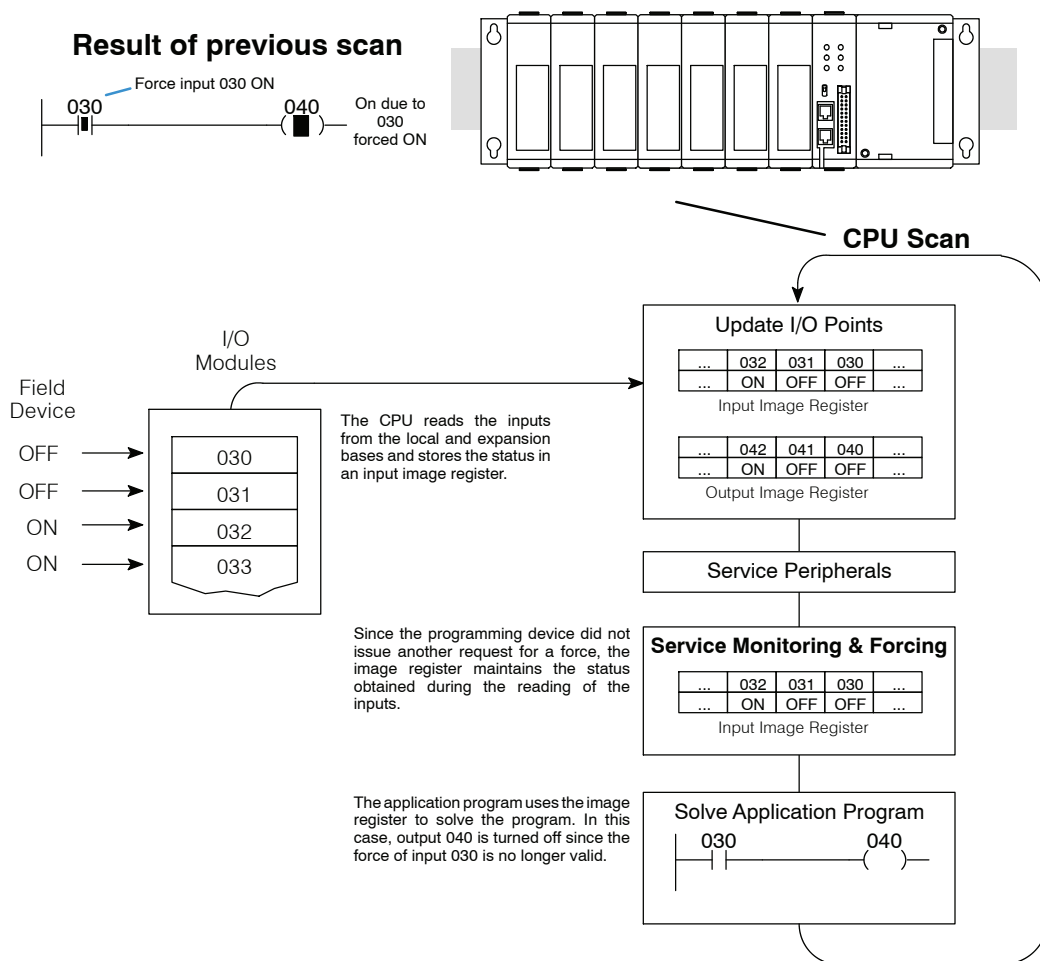 Result of previous scan
Force input 030 ON
030
040
On due to
030
forced ON
CPU Scan
Update I/O Points
... 032 031 030 ...
... ON OFF OFF ...
Input Image Register
... 042 041 040 ...
... ON OFF OFF ...
Output Image Register
I/O
Modules
Field
Device
OFF
OFF
ON
ON
030
031
032
033
The CPU reads the inputs
from the local and expansion
bases and stores the status in
an input image register.
Service Peripherals
Since the programming device did not
issue another request for a force, the
image register maintains the status
obtained during the reading of the
inputs.
Service Monitoring & Forcing
... 032 031 030 ...
... ON OFF OFF ...
Input Image Register
The application program uses the image
register to solve the program. In this
case, output 040 is turned off since the
force of input 030 is no longer valid.
Solve Application Program
030
040